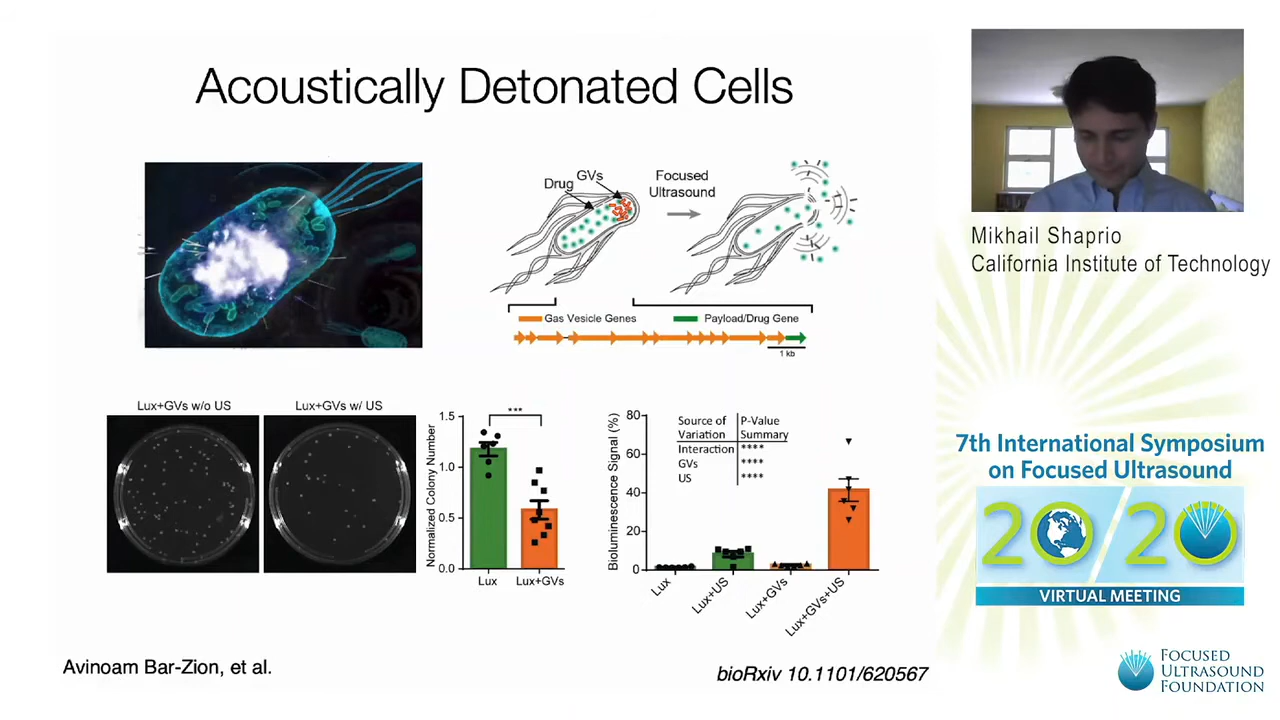 Acoustically Detonated Cells
GVs
Drug
Focused
Ultrasound
Gas Vesicle Genes
Payload/Drug Gene
1 kb
Lux+GVs w/o US
Lux+GVs w/ US
Normalized Colony Number
1.5
1.0
0.5
0.0
***
Lux
Lux+GVs
Bioluminescence Signal (%)
80
60
40
20
0
Source of P-Value
Variation Summary
Interaction ****
GVs ****
US ****
Lux
Lux+US
Lux+GVs
Lux+GVs+US
Avinoam Bar-Zion, et al.
bioRxiv 10.1101/620567
Mikhail Shaprio
California Institute of Technology
7th International Symposium
on Focused Ultrasound
20/20
VIRTUAL MEETING
FOCUSED
ULTRASOUND
FOUNDATION